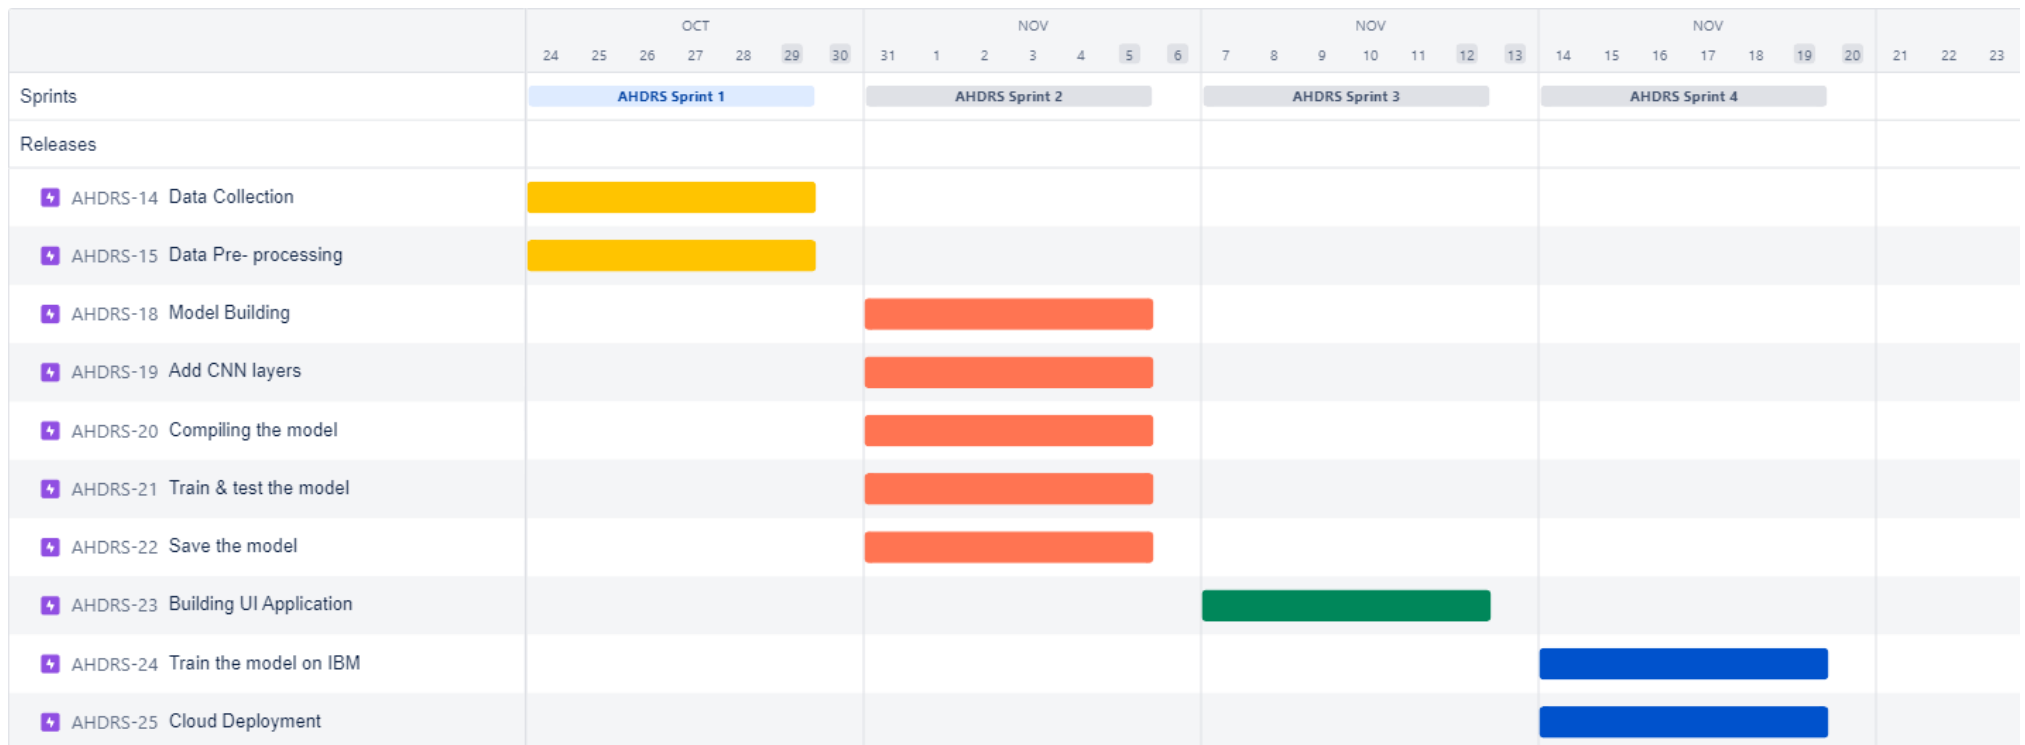 OCT NOV NOV NOV
24 25 26 27 28 29 30 31 1 2 3 4 5 6 7 8 9 10 11 12 13 14 15 16 17 18 19 20 21 22 23
Sprints AHDRS Sprint 1 AHDRS Sprint 2 AHDRS Sprint 3 AHDRS Sprint 4
Releases
AHDRS-14 Data Collection
AHDRS-15 Data Pre- processing
AHDRS-18 Model Building
AHDRS-19 Add CNN layers
AHDRS-20 Compiling the model
AHDRS-21 Train & test the model
AHDRS-22 Save the model
AHDRS-23 Building UI Application
AHDRS-24 Train the model on IBM
AHDRS-25 Cloud Deployment